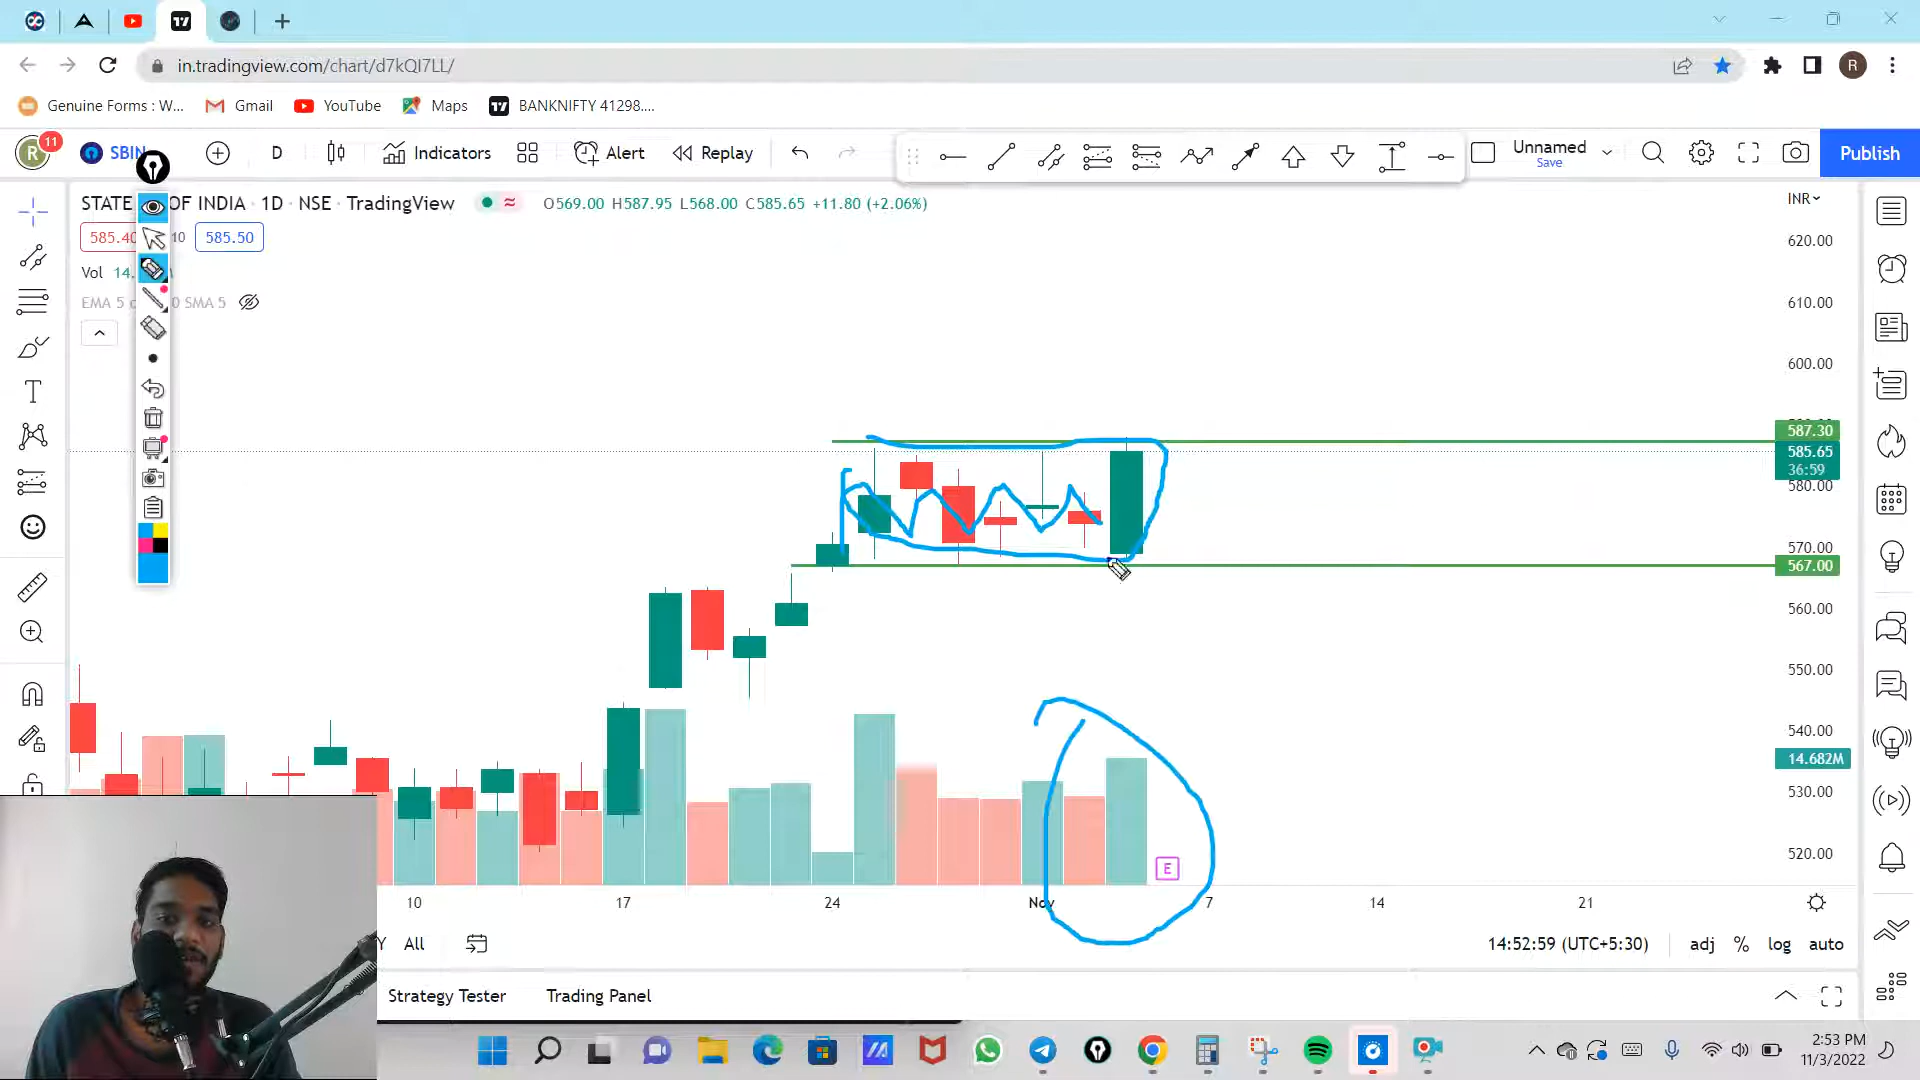 in.tradingview.com/chart/d7kQI7LL/
R
Genuine Forms : W...
Gmail
YouTube
Maps
BANKNIFTY 41298....
R
11
SBIN
D
Indicators
Alert
Replay
Unnamed
Save
Publish
STATE
OF INDIA · 1D · NSE · TradingView
O569.00 H587.95 L568.00 C585.65 +11.80 (+2.06%)
INR
585.40
10
585.50
Vol 14.
EMA 5
0 SMA 5
620.00
610.00
600.00
587.30
585.65
36:59
580.00
570.00
567.00
560.00
550.00
540.00
14.682M
530.00
520.00
E
10
17
24
Nov
7
14
21
Y
All
14:52:59 (UTC+5:30)
adj
%
log
auto
Strategy Tester
Trading Panel
2:53 PM
11/3/2022